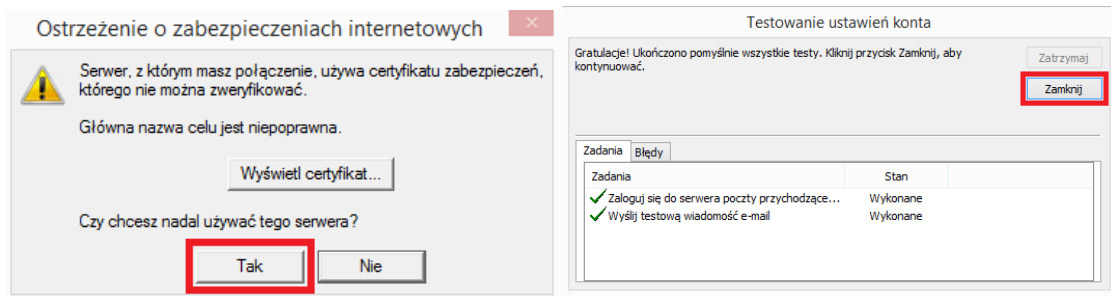 Ostrzeżenie o zabezpieczeniach internetowych
Serwer, z którym masz połączenie, używa certyfikatu zabezpieczeń,
którego nie można zweryfikować.
Główna nazwa celu jest niepoprawna.
Wyświetl certyfikat...
Czy chcesz nadal używać tego serwera?
Tak
Nie
Testowanie ustawień konta
Gratulacje! Ukończono pomyślnie wszystkie testy. Kliknij przycisk Zamknij, aby
kontynuować.
Zatrzymaj
Zamknij
Zadania
Błędy
Zadania
Stan
Zaloguj się do serwera poczty przychodzące...
Wykonane
Wyślij testową wiadomość e-mail
Wykonane